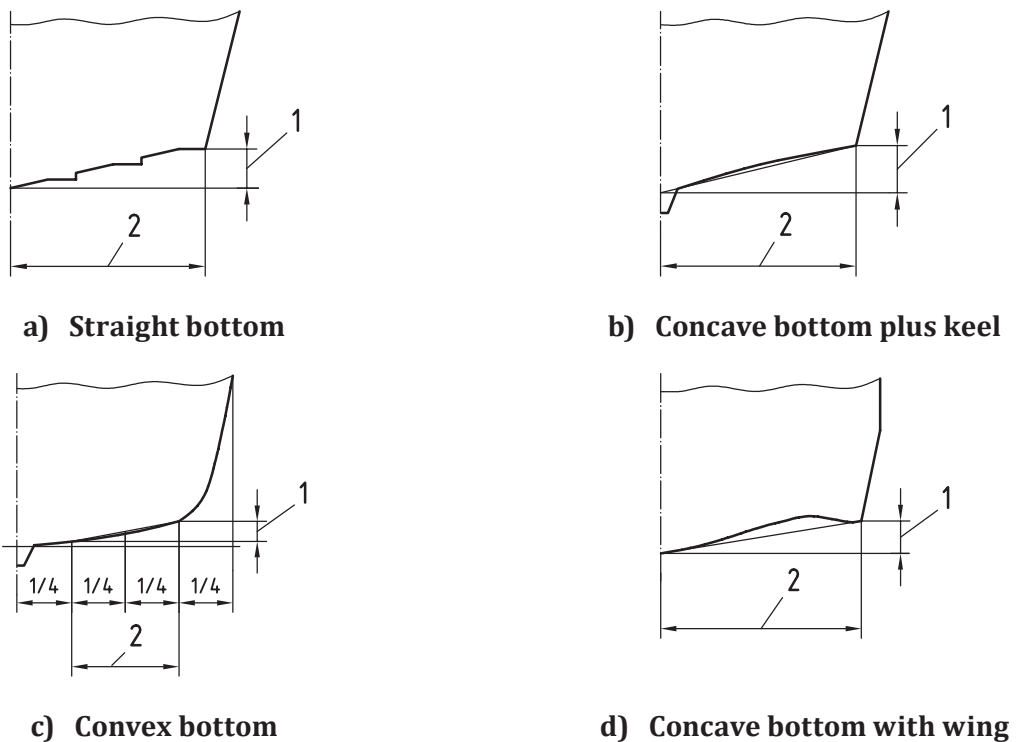 1
2
a) Straight bottom
1
2
b) Concave bottom plus keel
1
1/4 1/4 1/4 1/4
2
c) Convex bottom
1
2
d) Concave bottom with wing